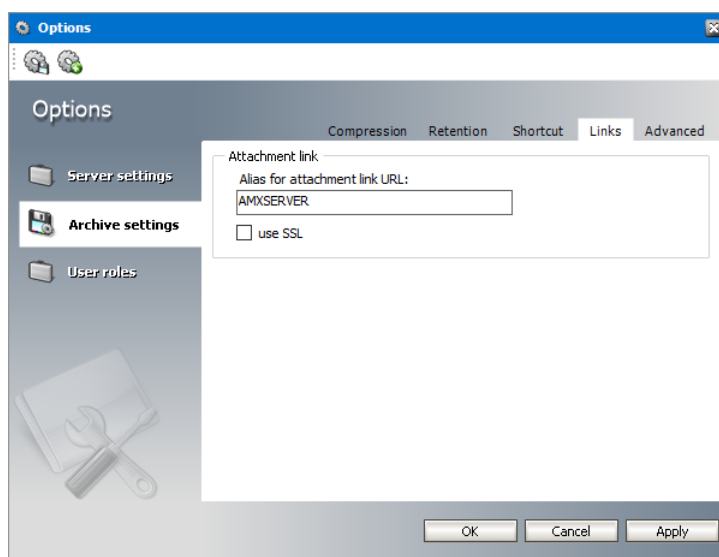 Options
Options
Compression Retention Shortcut Links Advanced
Server settings
Archive settings
User roles
Attachment link
Alias for attachment link URL:
AMXSERVER
use SSL
OK Cancel Apply